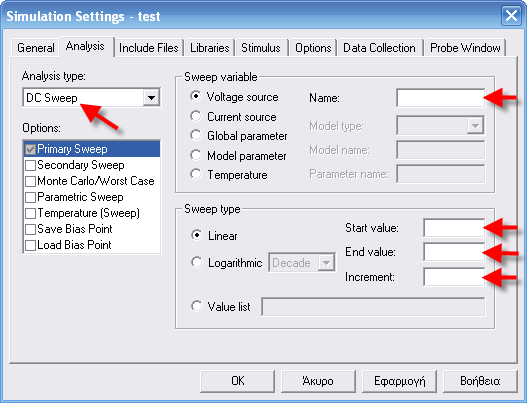 Simulation Settings - test
General Analysis Include Files Libraries Stimulus Options Data Collection Probe Window
Analysis type:
DC Sweep
Options:
Primary Sweep
Secondary Sweep
Monte Carlo/Worst Case
Parametric Sweep
Temperature (Sweep)
Save Bias Point
Load Bias Point
Sweep variable
Voltage source
Current source
Global parameter
Model parameter
Temperature
Name:
Model type:
Model name:
Parameter name:
Sweep type
Linear
Logarithmic Decade
Value list
Start value:
End value:
Increment:
OK Άκυρο Εφαρμογή Βοήθεια